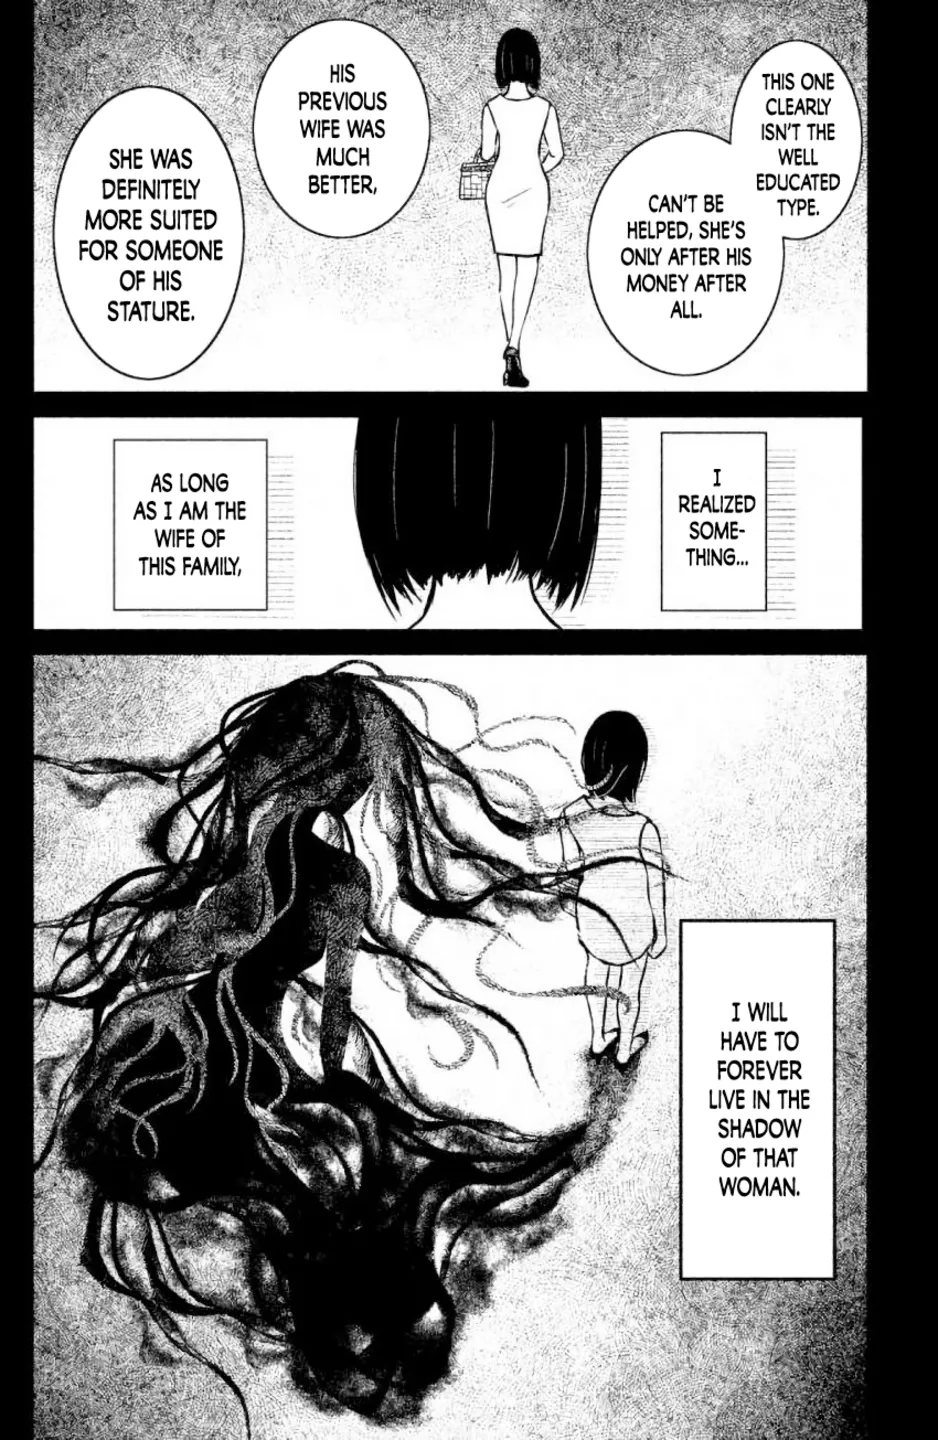 THIS ONE
CLEARLY
ISN'T THE
WELL
EDUCATED
TYPE.
CAN'T BE
HELPED, SHE'S
ONLY AFTER HIS
MONEY AFTER
ALL.
HIS
PREVIOUS
WIFE WAS
MUCH
BETTER,
SHE WAS
DEFINITELY
MORE SUITED
FOR SOMEONE
OF HIS
STATURE.
I
REALIZED
SOME-
THING...
AS LONG
AS I AM THE
WIFE OF
THIS FAMILY,
I WILL
HAVE TO
FOREVER
LIVE IN THE
SHADOW
OF THAT
WOMAN.